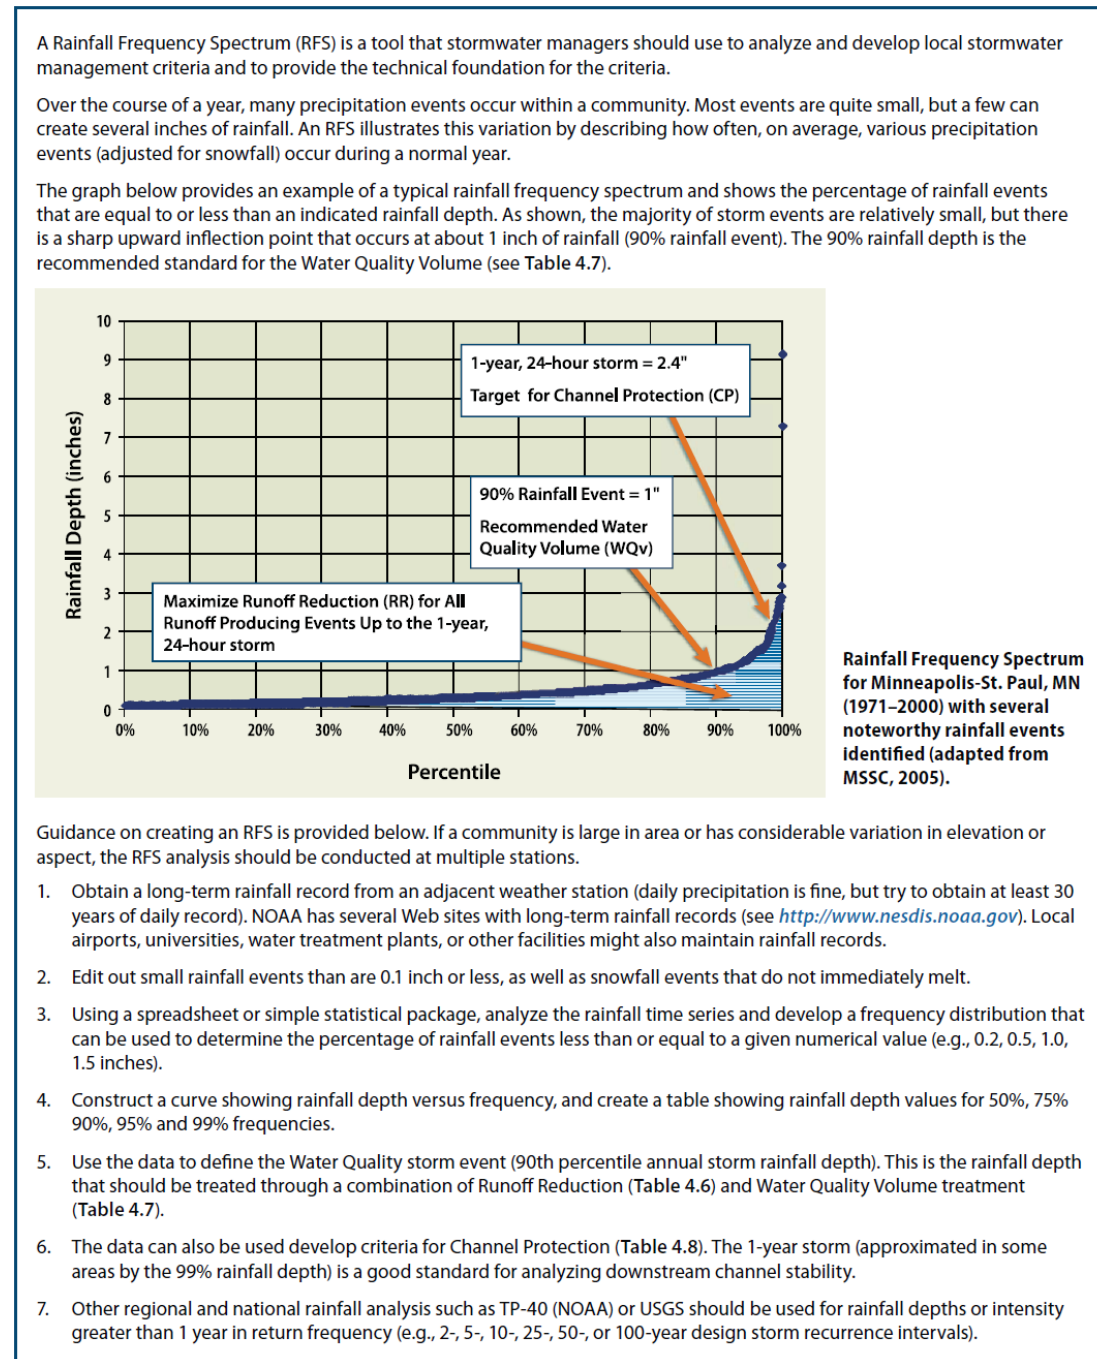 A Rainfall Frequency Spectrum (RFS) is a tool that stormwater managers should use to analyze and develop local stormwater
management criteria and to provide the technical foundation for the criteria.
Over the course of a year, many precipitation events occur within a community. Most events are quite small, but a few can
create several inches of rainfall. An RFS illustrates this variation by describing how often, on average, various precipitation
events (adjusted for snowfall) occur during a normal year.
The graph below provides an example of a typical rainfall frequency spectrum and shows the percentage of rainfall events
that are equal to or less than an indicated rainfall depth. As shown, the majority of storm events are relatively small, but there
is a sharp upward inflection point that occurs at about 1 inch of rainfall (90% rainfall event). The 90% rainfall depth is the
recommended standard for the Water Quality Volume (see Table 4.7).
10
9
8
7
6
5
4
3
2
1
0
Rainfall Depth (inches)
1-year, 24-hour storm = 2.4"
Target for Channel Protection (CP)
90% Rainfall Event = 1"
Recommended Water
Quality Volume (WQv)
Maximize Runoff Reduction (RR) for All
Runoff Producing Events Up to the 1-year,
24-hour storm
0% 10% 20% 30% 40% 50% 60% 70% 80% 90% 100%
Percentile
Rainfall Frequency Spectrum
for Minneapolis-St. Paul, MN
(1971–2000) with several
noteworthy rainfall events
identified (adapted from
MSSC, 2005).
Guidance on creating an RFS is provided below. If a community is large in area or has considerable variation in elevation or
aspect, the RFS analysis should be conducted at multiple stations.
1. Obtain a long-term rainfall record from an adjacent weather station (daily precipitation is fine, but try to obtain at least 30
years of daily record). NOAA has several Web sites with long-term rainfall records (see http://www.nesdis.noaa.gov). Local
airports, universities, water treatment plants, or other facilities might also maintain rainfall records.
2. Edit out small rainfall events than are 0.1 inch or less, as well as snowfall events that do not immediately melt.
3. Using a spreadsheet or simple statistical package, analyze the rainfall time series and develop a frequency distribution that
can be used to determine the percentage of rainfall events less than or equal to a given numerical value (e.g., 0.2, 0.5, 1.0,
1.5 inches).
4. Construct a curve showing rainfall depth versus frequency, and create a table showing rainfall depth values for 50%, 75%
90%, 95% and 99% frequencies.
5. Use the data to define the Water Quality storm event (90th percentile annual storm rainfall depth). This is the rainfall depth
that should be treated through a combination of Runoff Reduction (Table 4.6) and Water Quality Volume treatment
(Table 4.7).
6. The data can also be used develop criteria for Channel Protection (Table 4.8). The 1-year storm (approximated in some
areas by the 99% rainfall depth) is a good standard for analyzing downstream channel stability.
7. Other regional and national rainfall analysis such as TP-40 (NOAA) or USGS should be used for rainfall depths or intensity
greater than 1 year in return frequency (e.g., 2-, 5-, 10-, 25-, 50-, or 100-year design storm recurrence intervals).